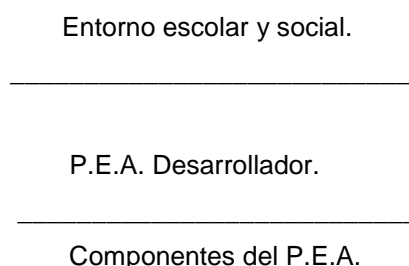 Entorno escolar y social.
P.E.A. Desarrollador.
Componentes del P.E.A.